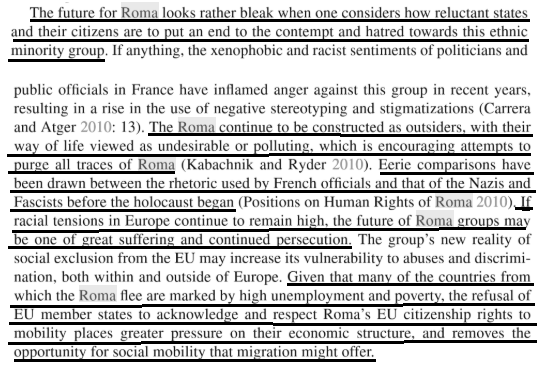 The future for Roma looks rather bleak when one considers how reluctant states
and their citizens are to put an end to the contempt and hatred towards this ethnic
minority group. If anything, the xenophobic and racist sentiments of politicians and
public officials in France have inflamed anger against this group in recent years,
resulting in a rise in the use of negative stereotyping and stigmatizations (Carrera
and Atger 2010: 13). The Roma continue to be constructed as outsiders, with their
way of life viewed as undesirable or polluting, which is encouraging attempts to
purge all traces of Roma (Kabachnik and Ryder 2010). Eerie comparisons have
been drawn between the rhetoric used by French officials and that of the Nazis and
Fascists before the holocaust began (Positions on Human Rights of Roma 2010). If
racial tensions in Europe continue to remain high, the future of Roma groups may
be one of great suffering and continued persecution. The group's new reality of
social exclusion from the EU may increase its vulnerability to abuses and discrimi-
nation, both within and outside of Europe. Given that many of the countries from
which the Roma flee are marked by high unemployment and poverty, the refusal of
EU member states to acknowledge and respect Roma's EU citizenship rights to
mobility places greater pressure on their economic structure, and removes the
opportunity for social mobility that migration might offer.